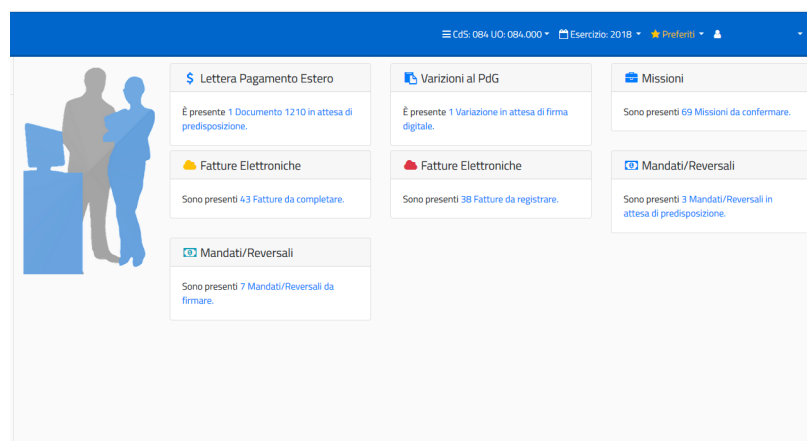 CdS: 084 UO: 084.000 Esercizio: 2018 Preferiti
Lettera Pagamento Estero
È presente 1 Documento 1210 in attesa di
predisposizione.
Varizioni al PdG
È presente 1 Variazione in attesa di firma
digitale.
Missioni
Sono presenti 69 Missioni da confermare.
Fatture Elettroniche
Sono presenti 43 Fatture da completare.
Fatture Elettroniche
Sono presenti 38 Fatture da registrare.
Mandati/Reversali
Sono presenti 3 Mandati/Reversali in
attesa di predisposizione.
Mandati/Reversali
Sono presenti 7 Mandati/Reversali da
firmare.